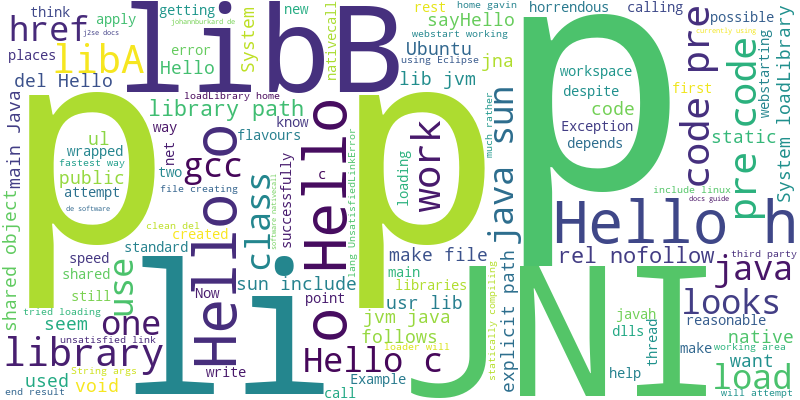 think
apply
getting
johannburkard de
new
rest
home gavin
horrendous
calling
possible
currently using
href
j2se docs
libB
nativecall
sayHello
p
pre
webstarting
System loadLibrary
places
error
System
webstart working
libA
Hello
Ubuntu
using Eclipse
jna
workspace
first
del Hello
loadLibrary home
lib jvm
despite
code
code pre
pre code
main Java
p p
library path
know
much rather
Exception
static
ul
way
flavours
depends
wrapped
net
gcc
Hello o
o Hello
c
lang UnsatisfiedLinkError
loading
work
java sun
fastest way
public
two
class
successfully
attempt
file creating
include linux
docs guide
de software
shared object
clean del
created
software nativecall
Hello h
speed
standard
make file
rel nofollow
third party
shared
use
li
sun include
main
explicit path
java
still
Now
point
libraries
statically compiling
usr lib
JNI
looks
tried loading
seem
one
jvm java
javah
reasonable
unsatisfied link
follows
dlls
thread
native
library
loader will
make
working area
String args
write
Hello c
want
used
void
Example
help
load
end result
call
will attempt